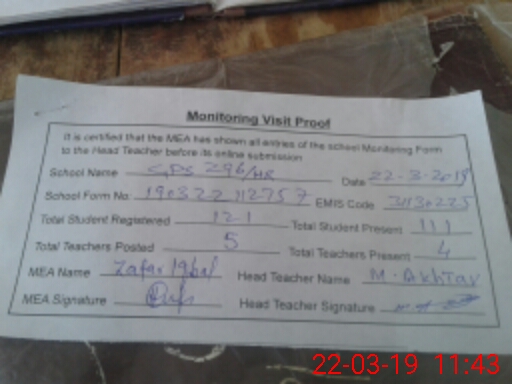 Monitoring Visit Proof
It is certified that the MEA has shown all entries of the school Monitoring Form
to the Head Teacher before its online submission
School Name GPS 296/HR Date 22-3-2019
School Form No. 190322112757 EMIS Code 31130225
Total Student Registered 121 Total Student Present 111
Total Teachers Posted 5 Total Teachers Present 4
MEA Name Zafar Iqbal Head Teacher Name M. Akhtar
MEA Signature Head Teacher Signature
22-03-19 11:43